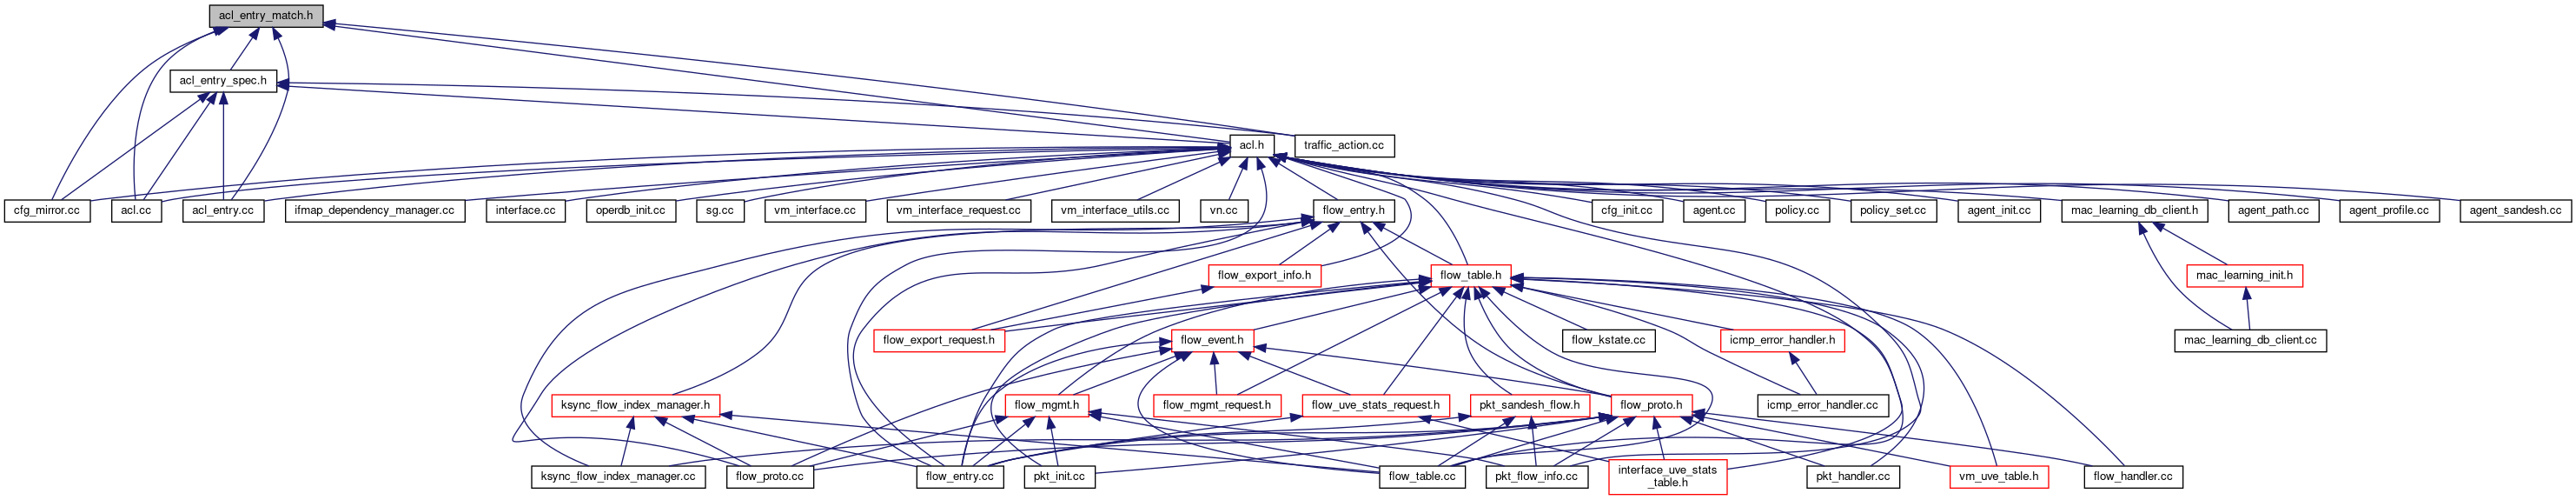 acl_entry_match.h
acl_entry_spec.h
acl.h
traffic_action.cc
cfg_mirror.cc
acl.cc
acl_entry.cc
ifmap_dependency_manager.cc
interface.cc
operdb_init.cc
sg.cc
vm_interface.cc
vm_interface_request.cc
vm_interface_utils.cc
vn.cc
flow_entry.h
cfg_init.cc
agent.cc
policy.cc
policy_set.cc
agent_init.cc
mac_learning_db_client.h
agent_path.cc
agent_profile.cc
agent_sandesh.cc
flow_export_info.h
flow_table.h
mac_learning_init.h
flow_export_request.h
flow_event.h
flow_kstate.cc
icmp_error_handler.h
mac_learning_db_client.cc
ksync_flow_index_manager.h
flow_mgmt.h
flow_mgmt_request.h
flow_uve_stats_request.h
pkt_sandesh_flow.h
flow_proto.h
icmp_error_handler.cc
ksync_flow_index_manager.cc
flow_proto.cc
flow_entry.cc
pkt_init.cc
flow_table.cc
pkt_flow_info.cc
interface_uve_stats
_table.h
pkt_handler.cc
vm_uve_table.h
flow_handler.cc